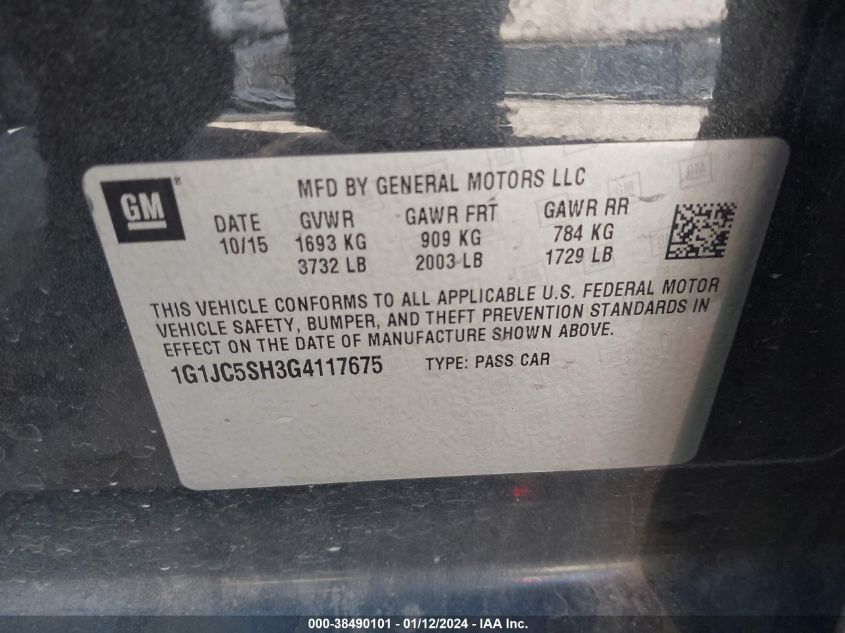 GM ®
MFD BY GENERAL MOTORS LLC
DATE GVWR GAWR FRT GAWR RR
10/15 1693 KG 909 KG 784 KG
3732 LB 2003 LB 1729 LB
THIS VEHICLE CONFORMS TO ALL APPLICABLE U.S. FEDERAL MOTOR
VEHICLE SAFETY, BUMPER, AND THEFT PREVENTION STANDARDS IN
EFFECT ON THE DATE OF MANUFACTURE SHOWN ABOVE.
1G1JC5SH3G4117675 TYPE: PASS CAR
000-38490101 - 01/12/2024 - IAA Inc.